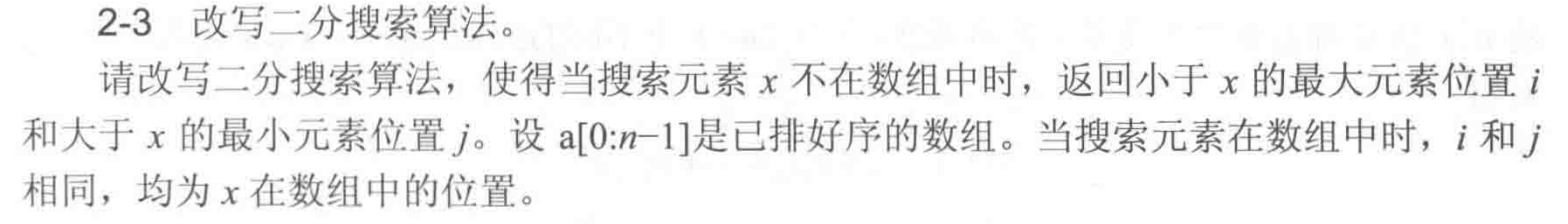 2-3 改写二分搜索算法。
请改写二分搜索算法，使得当搜索元素 x 不在数组中时，返回小于 x 的最大元素位置 i
和大于 x 的最小元素位置 j。设 a[0:n−1]是已排好序的数组。当搜索元素在数组中时，i 和 j
相同，均为 x 在数组中的位置。